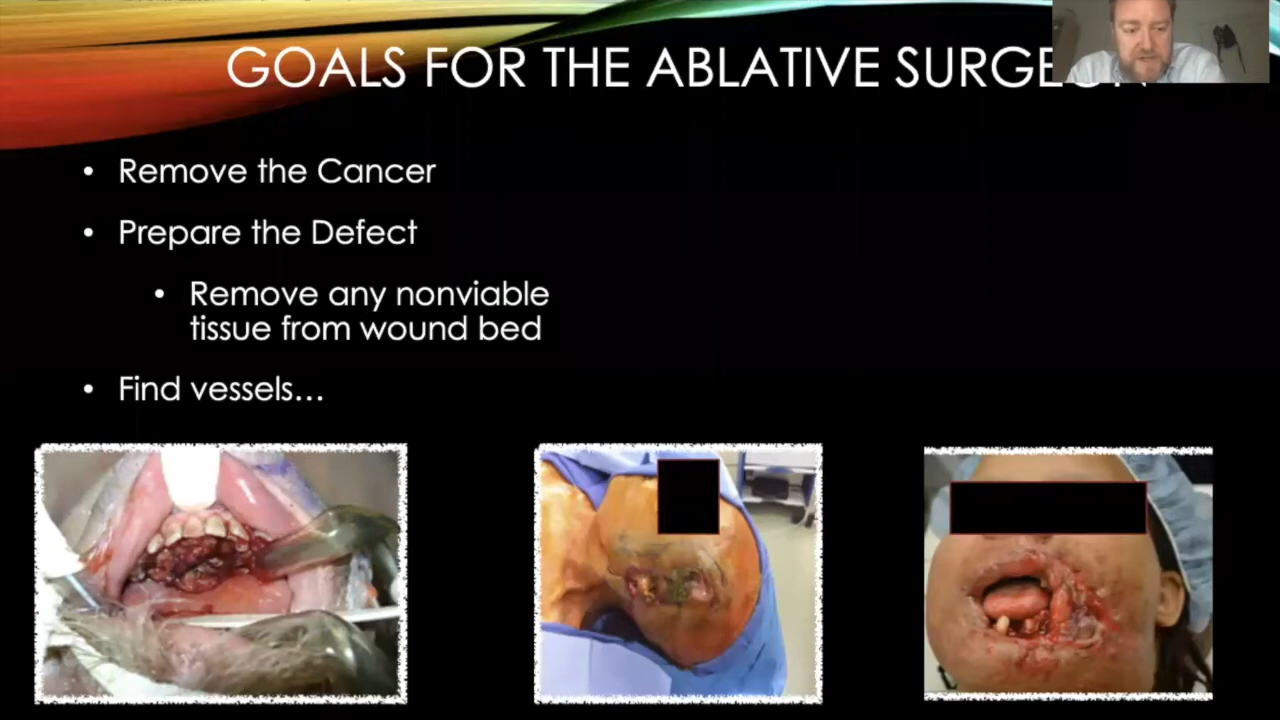 GOALS FOR THE ABLATIVE SURGEON
• Remove the Cancer
• Prepare the Defect
• Remove any nonviable
tissue from wound bed
• Find vessels...